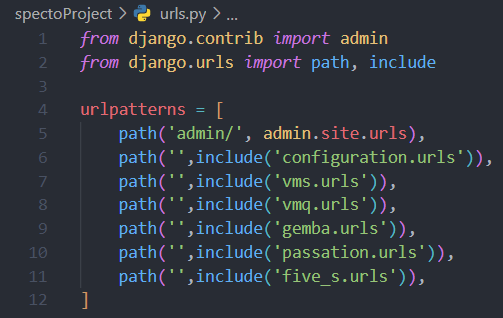 spectoProject > urls.py > ...
1 from django.contrib import admin
2 from django.urls import path, include
3
4 urlpatterns = [
5     path('admin/', admin.site.urls),
6     path('',include('configuration.urls')),
7     path('',include('vms.urls')),
8     path('',include('vmq.urls')),
9     path('',include('gemba.urls')),
10     path('',include('passation.urls')),
11     path('',include('five_s.urls')),
12 ]